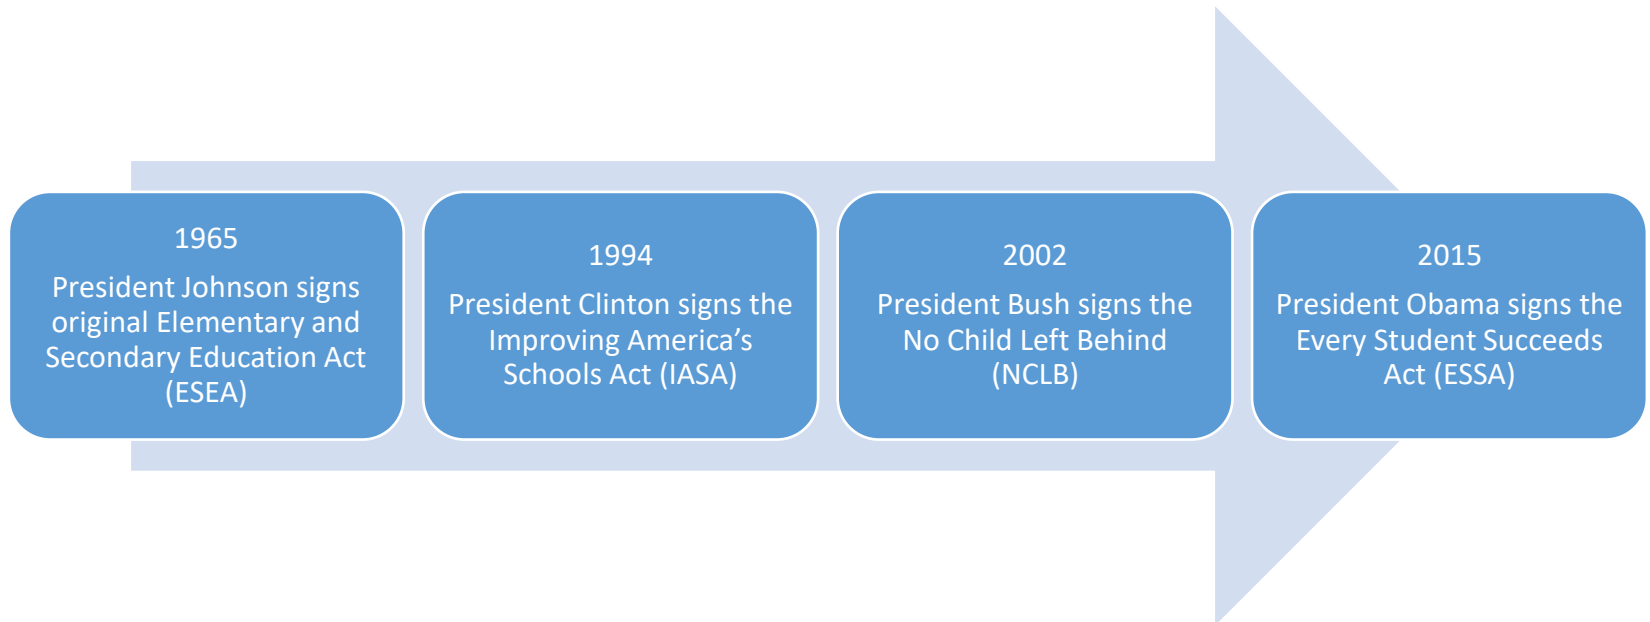 1965
President Johnson signs
original Elementary and
Secondary Education Act
(ESEA)
1994
President Clinton signs the
Improving America’s
Schools Act (IASA)
2002
President Bush signs the
No Child Left Behind
(NCLB)
2015
President Obama signs the
Every Student Succeeds
Act (ESSA)